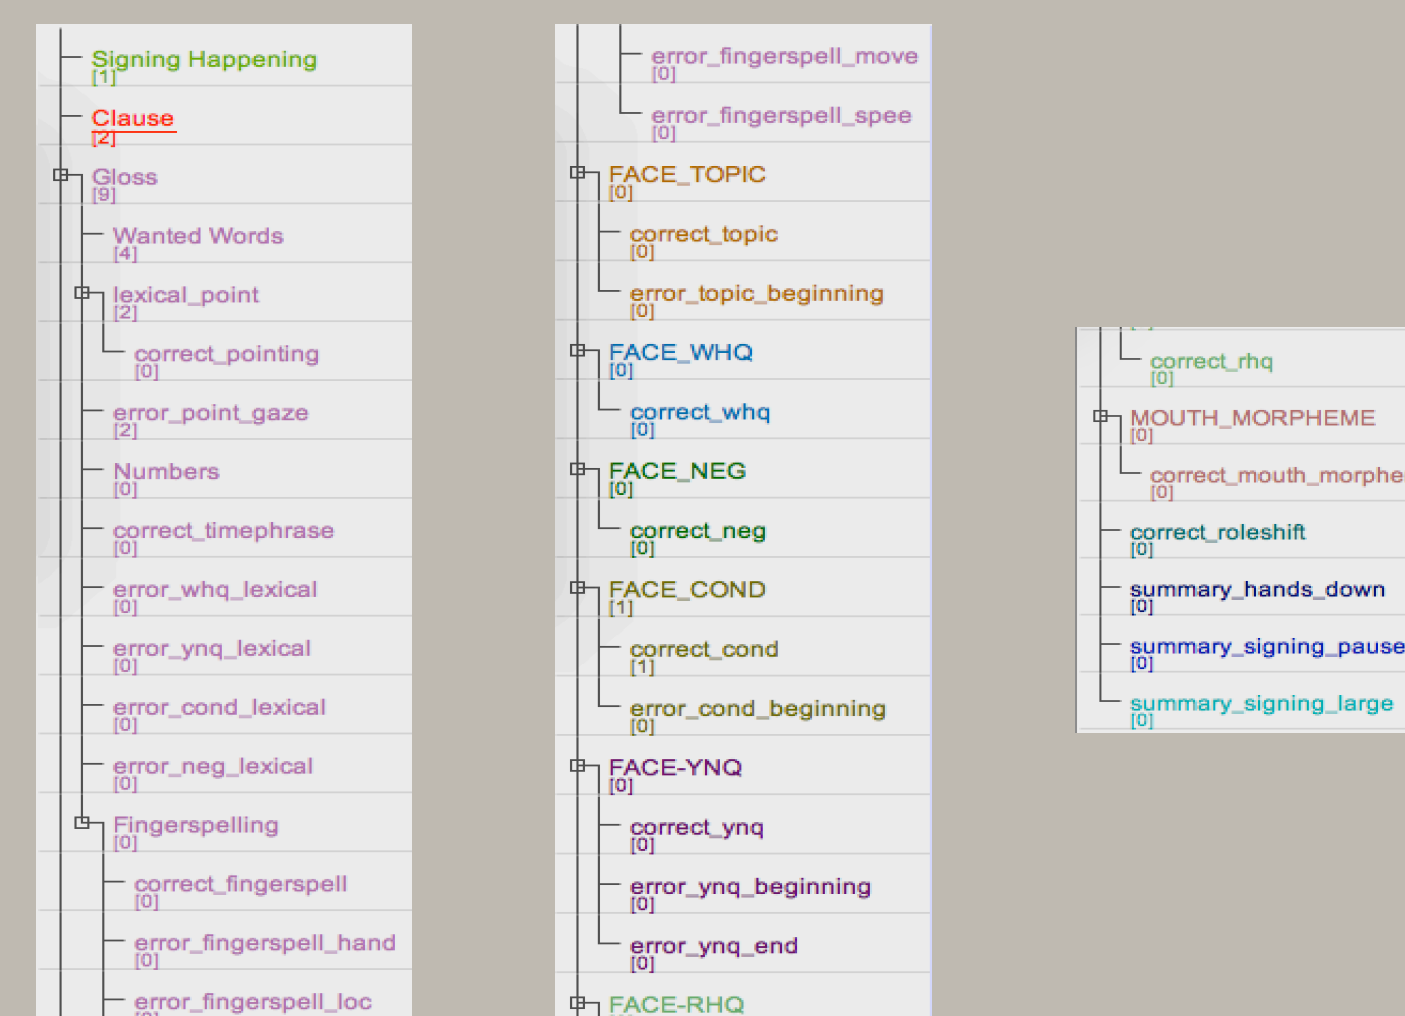 Signing Happening
[1]
Clause
[2]
Gloss
[9]
Wanted Words
[4]
lexical_point
[2]
correct_pointing
[0]
error_point_gaze
[2]
Numbers
[0]
correct_timephrase
[0]
error_whq_lexical
[0]
error_ynq_lexical
[0]
error_cond_lexical
[0]
error_neg_lexical
[0]
Fingerspelling
[0]
correct_fingerspell
[0]
error_fingerspell_hand
[0]
error_fingerspell_loc
error_fingerspell_move
[0]
error_fingerspell_spee
[0]
FACE_TOPIC
[0]
correct_topic
[0]
error_topic_beginning
[0]
FACE_WHQ
[0]
correct_whq
[0]
FACE_NEG
[0]
correct_neg
[0]
FACE_COND
[1]
correct_cond
[1]
error_cond_beginning
[0]
FACE-YNQ
[0]
correct_ynq
[0]
error_ynq_beginning
[0]
error_ynq_end
[0]
FACE-RHQ
correct_rhq
[0]
MOUTH_MORPHEME
[0]
correct_mouth_morphe
[0]
correct_roleshift
[0]
summary_hands_down
[0]
summary_signing_pause
[0]
summary_signing_large
[0]